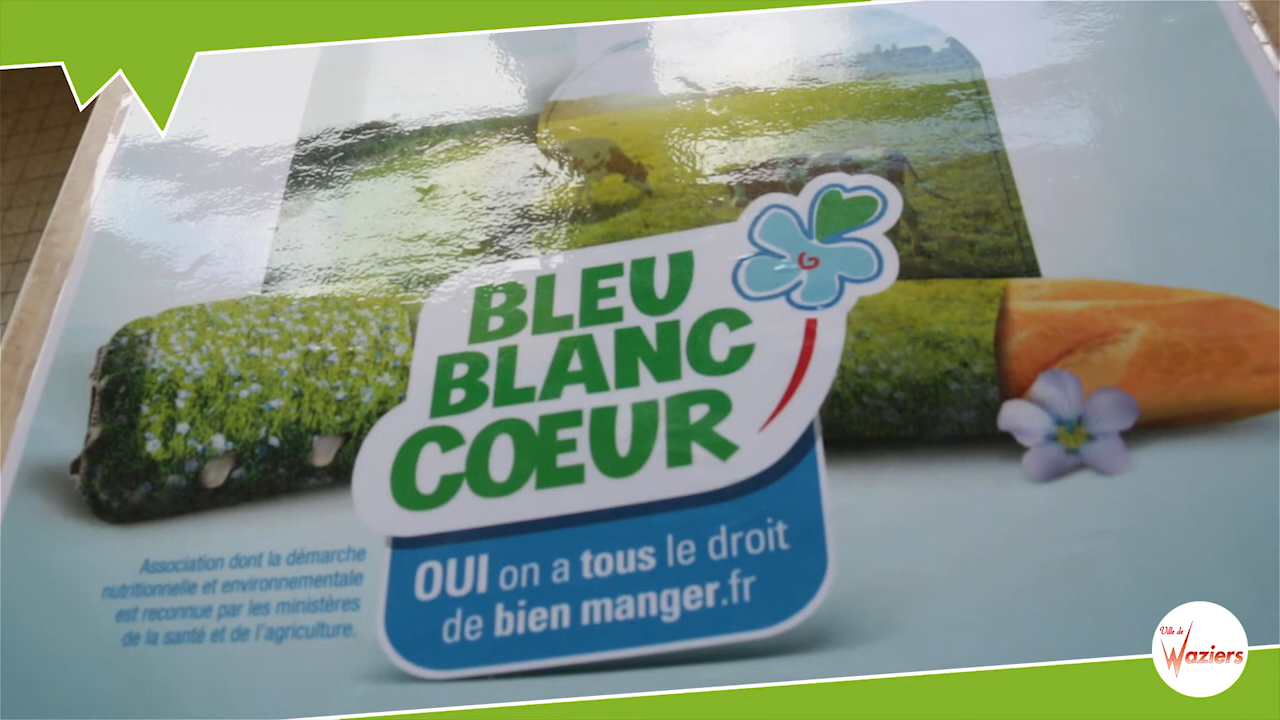 BLEU
BLANC
COEUR
OUI on a tous le droit
de bien manger.fr
Association dont la démarche
nutritionnelle et environnementale
est reconnue par les ministères
de la santé et de l'agriculture.
Ville de
Waziers